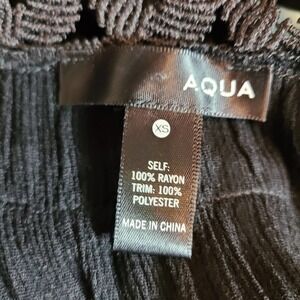 AQUA
XS
SELF:
100% RAYON
TRIM: 100%
POLYESTER
MADE IN CHINA